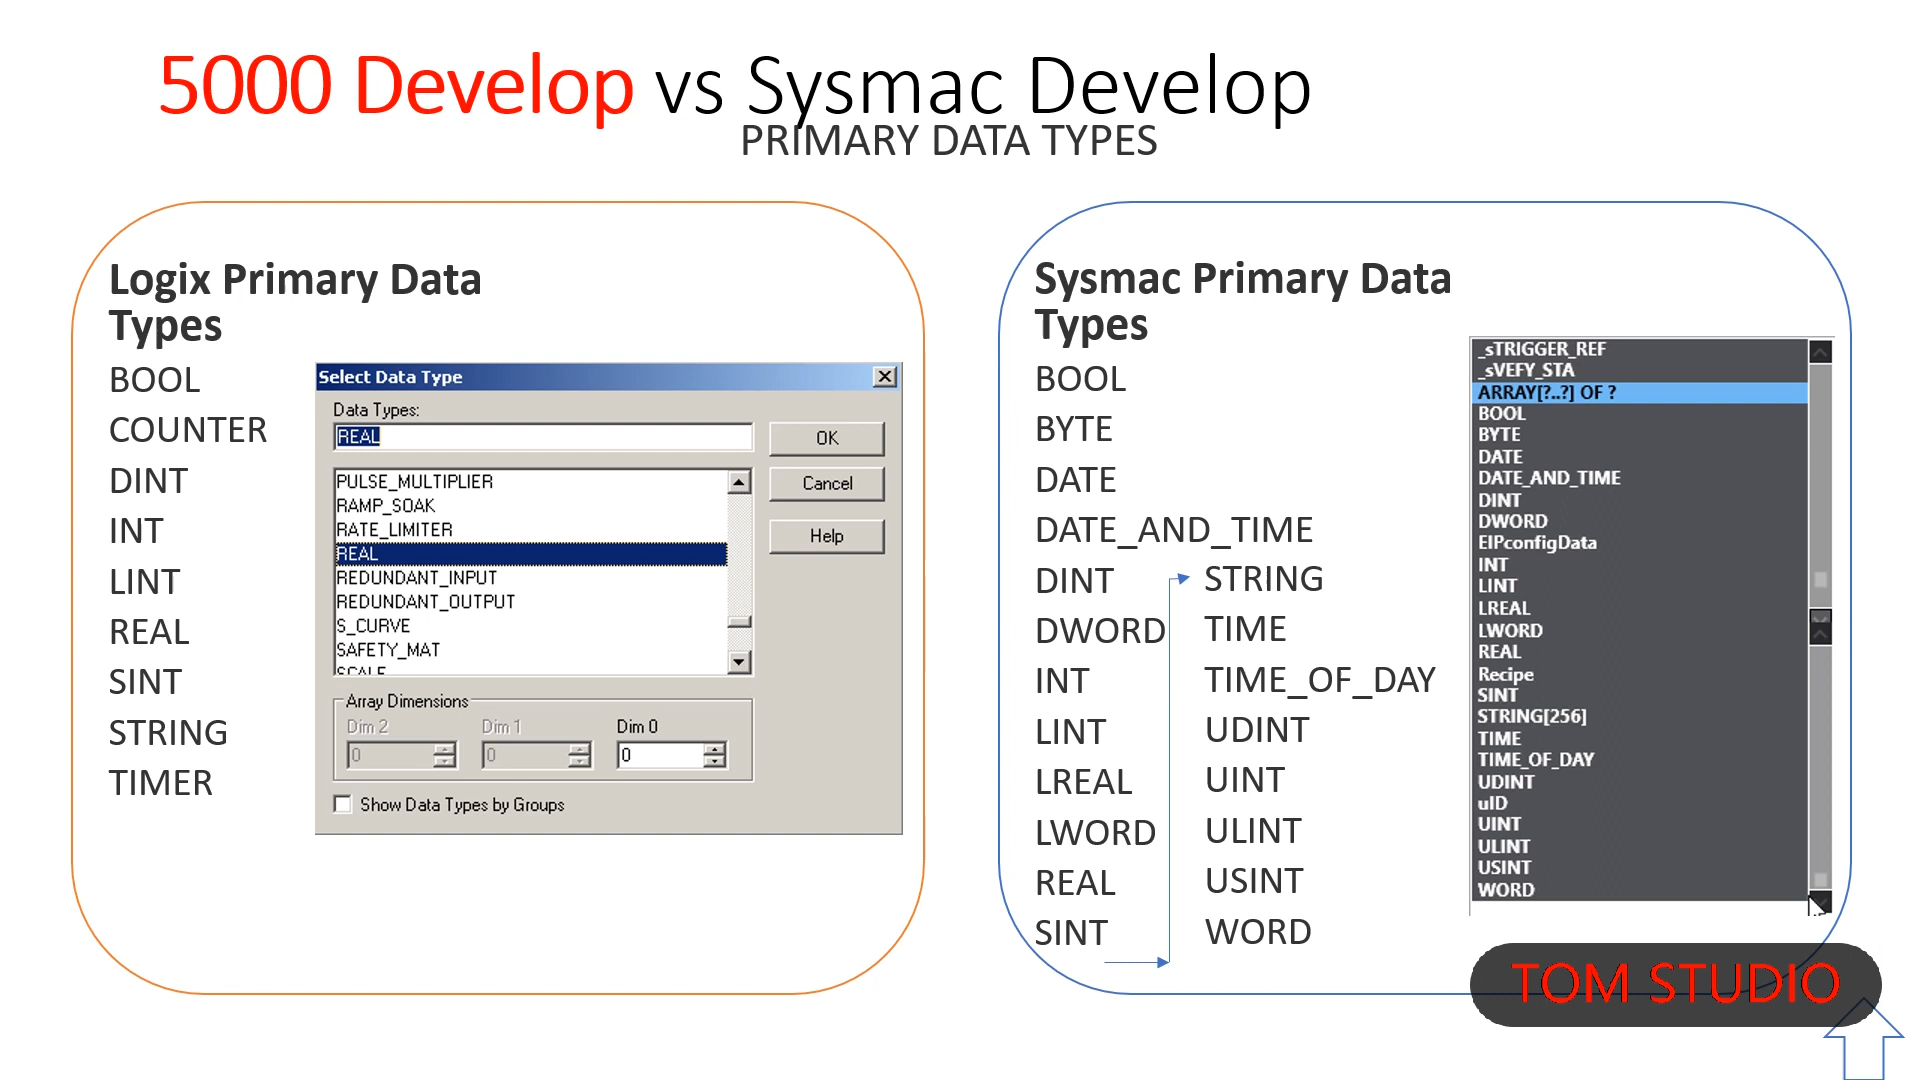 5000 Develop vs Sysmac Develop
PRIMARY DATA TYPES
Logix Primary Data
Types
BOOL
COUNTER
DINT
INT
LINT
REAL
SINT
STRING
TIMER
Select Data Type
Data Types:
REAL
OK
Cancel
Help
PULSE_MULTIPLIER
RAMP_SOAK
RATE_LIMITER
REAL
REDUNDANT_INPUT
REDUNDANT_OUTPUT
S_CURVE
SAFETY_MAT
SCALE
Array Dimensions
Dim 2 Dim 1 Dim 0
0 0 0
Show Data Types by Groups
Sysmac Primary Data
Types
BOOL
BYTE
DATE
DATE_AND_TIME
DINT
DWORD
INT
LINT
LREAL
LWORD
REAL
SINT
STRING
TIME
TIME_OF_DAY
UDINT
UINT
ULINT
USINT
WORD
_sTRIGGER_REF
_sVEFY_STA
ARRAY[?..?] OF ?
BOOL
BYTE
DATE
DATE_AND_TIME
DINT
DWORD
EIPconfigData
INT
LINT
LREAL
LWORD
REAL
Recipe
SINT
STRING[256]
TIME
TIME_OF_DAY
UDINT
uID
UINT
ULINT
USINT
WORD
TOM STUDIO